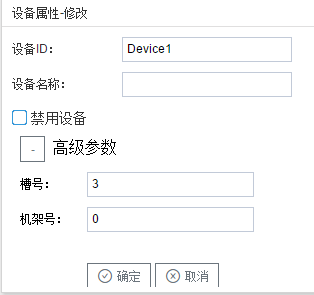 设备属性-修改
设备ID： Device1
设备名称：
禁用设备
- 高级参数
槽号： 3
机架号： 0
确定 取消